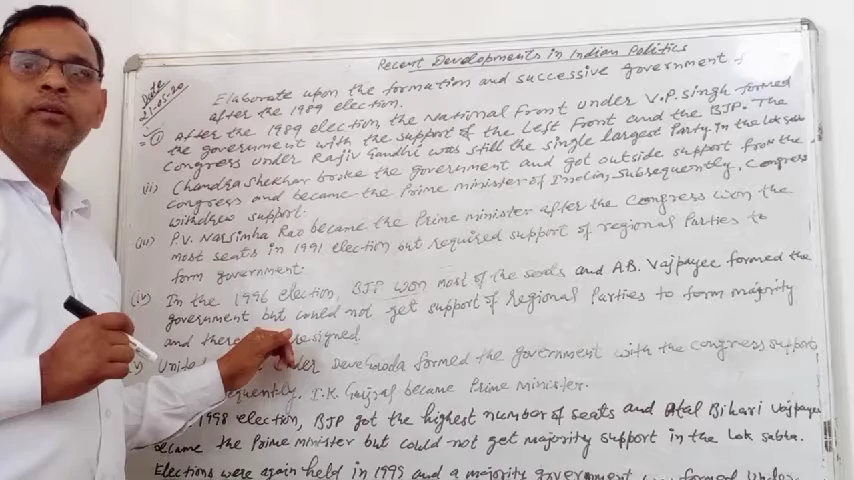 Recent Developments in Indian Politics
Date
21-05-20
Elaborate upon the formation and successive government
after the 1989 election.
(i) After the 1989 election the National Front under V.P. Singh formed
the government with the support of the Left Front and the BJP. The
Congress under Rajiv Gandhi was still the single largest Party in the Lok sabha
(ii) Chandra Shekhar broke the government and got outside support from the
congress and became the Prime minister of India, Subsequently, Congress
withdrew support.
(iii) P.V. Narsimha Rao became the Prime minister after the Congress won the
most seats in 1991 election but required support of regional Parties to
form government.
(iv) In the 1996 election, BJP won most of the seats and A.B. Vajpayee formed the
government but could not get support of regional Parties to form majority
and there resigned.
(v) United under Deve Gowda formed the government with the congress support
I.K. Gujral became Prime minister.
1998 election, BJP got the highest number of seats and Atal Bihari Vajpayee
became the Prime minister but could not get majority support in the Lok sabha.
Elections were again held in 1999 and a majority government was formed under